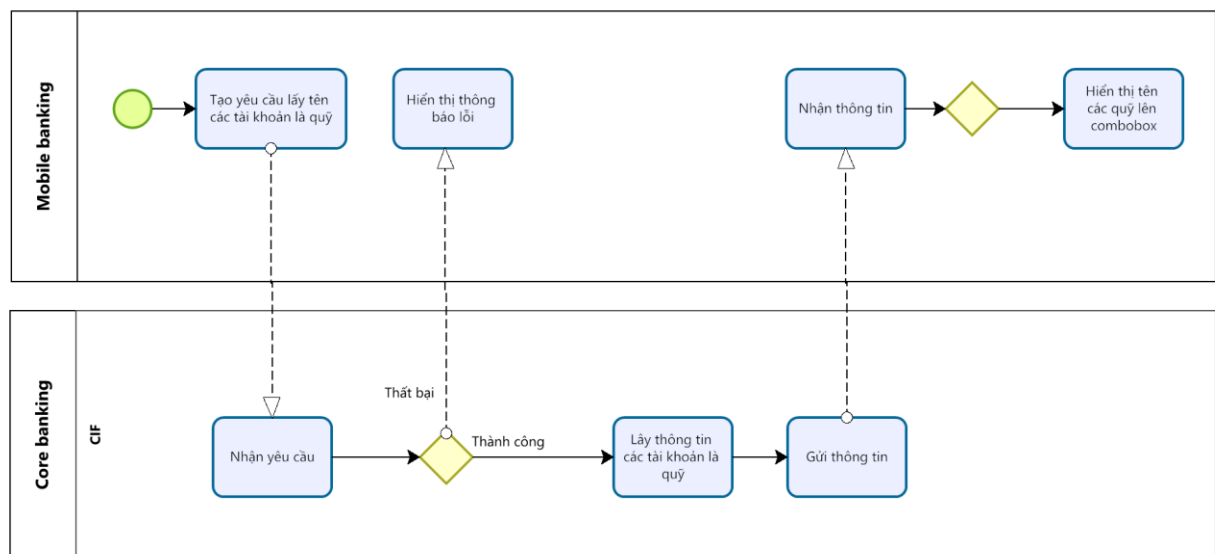 Mobile banking
Tạo yêu cầu lấy tên
các tài khoản là quỹ
Hiển thị thông
báo lỗi
Nhận thông tin
Hiển thị tên
các quỹ lên
combobox
Core banking
CIF
Nhận yêu cầu
Thất bại
Thành công
Lây thông tin
các tài khoản là
quỹ
Gửi thông tin